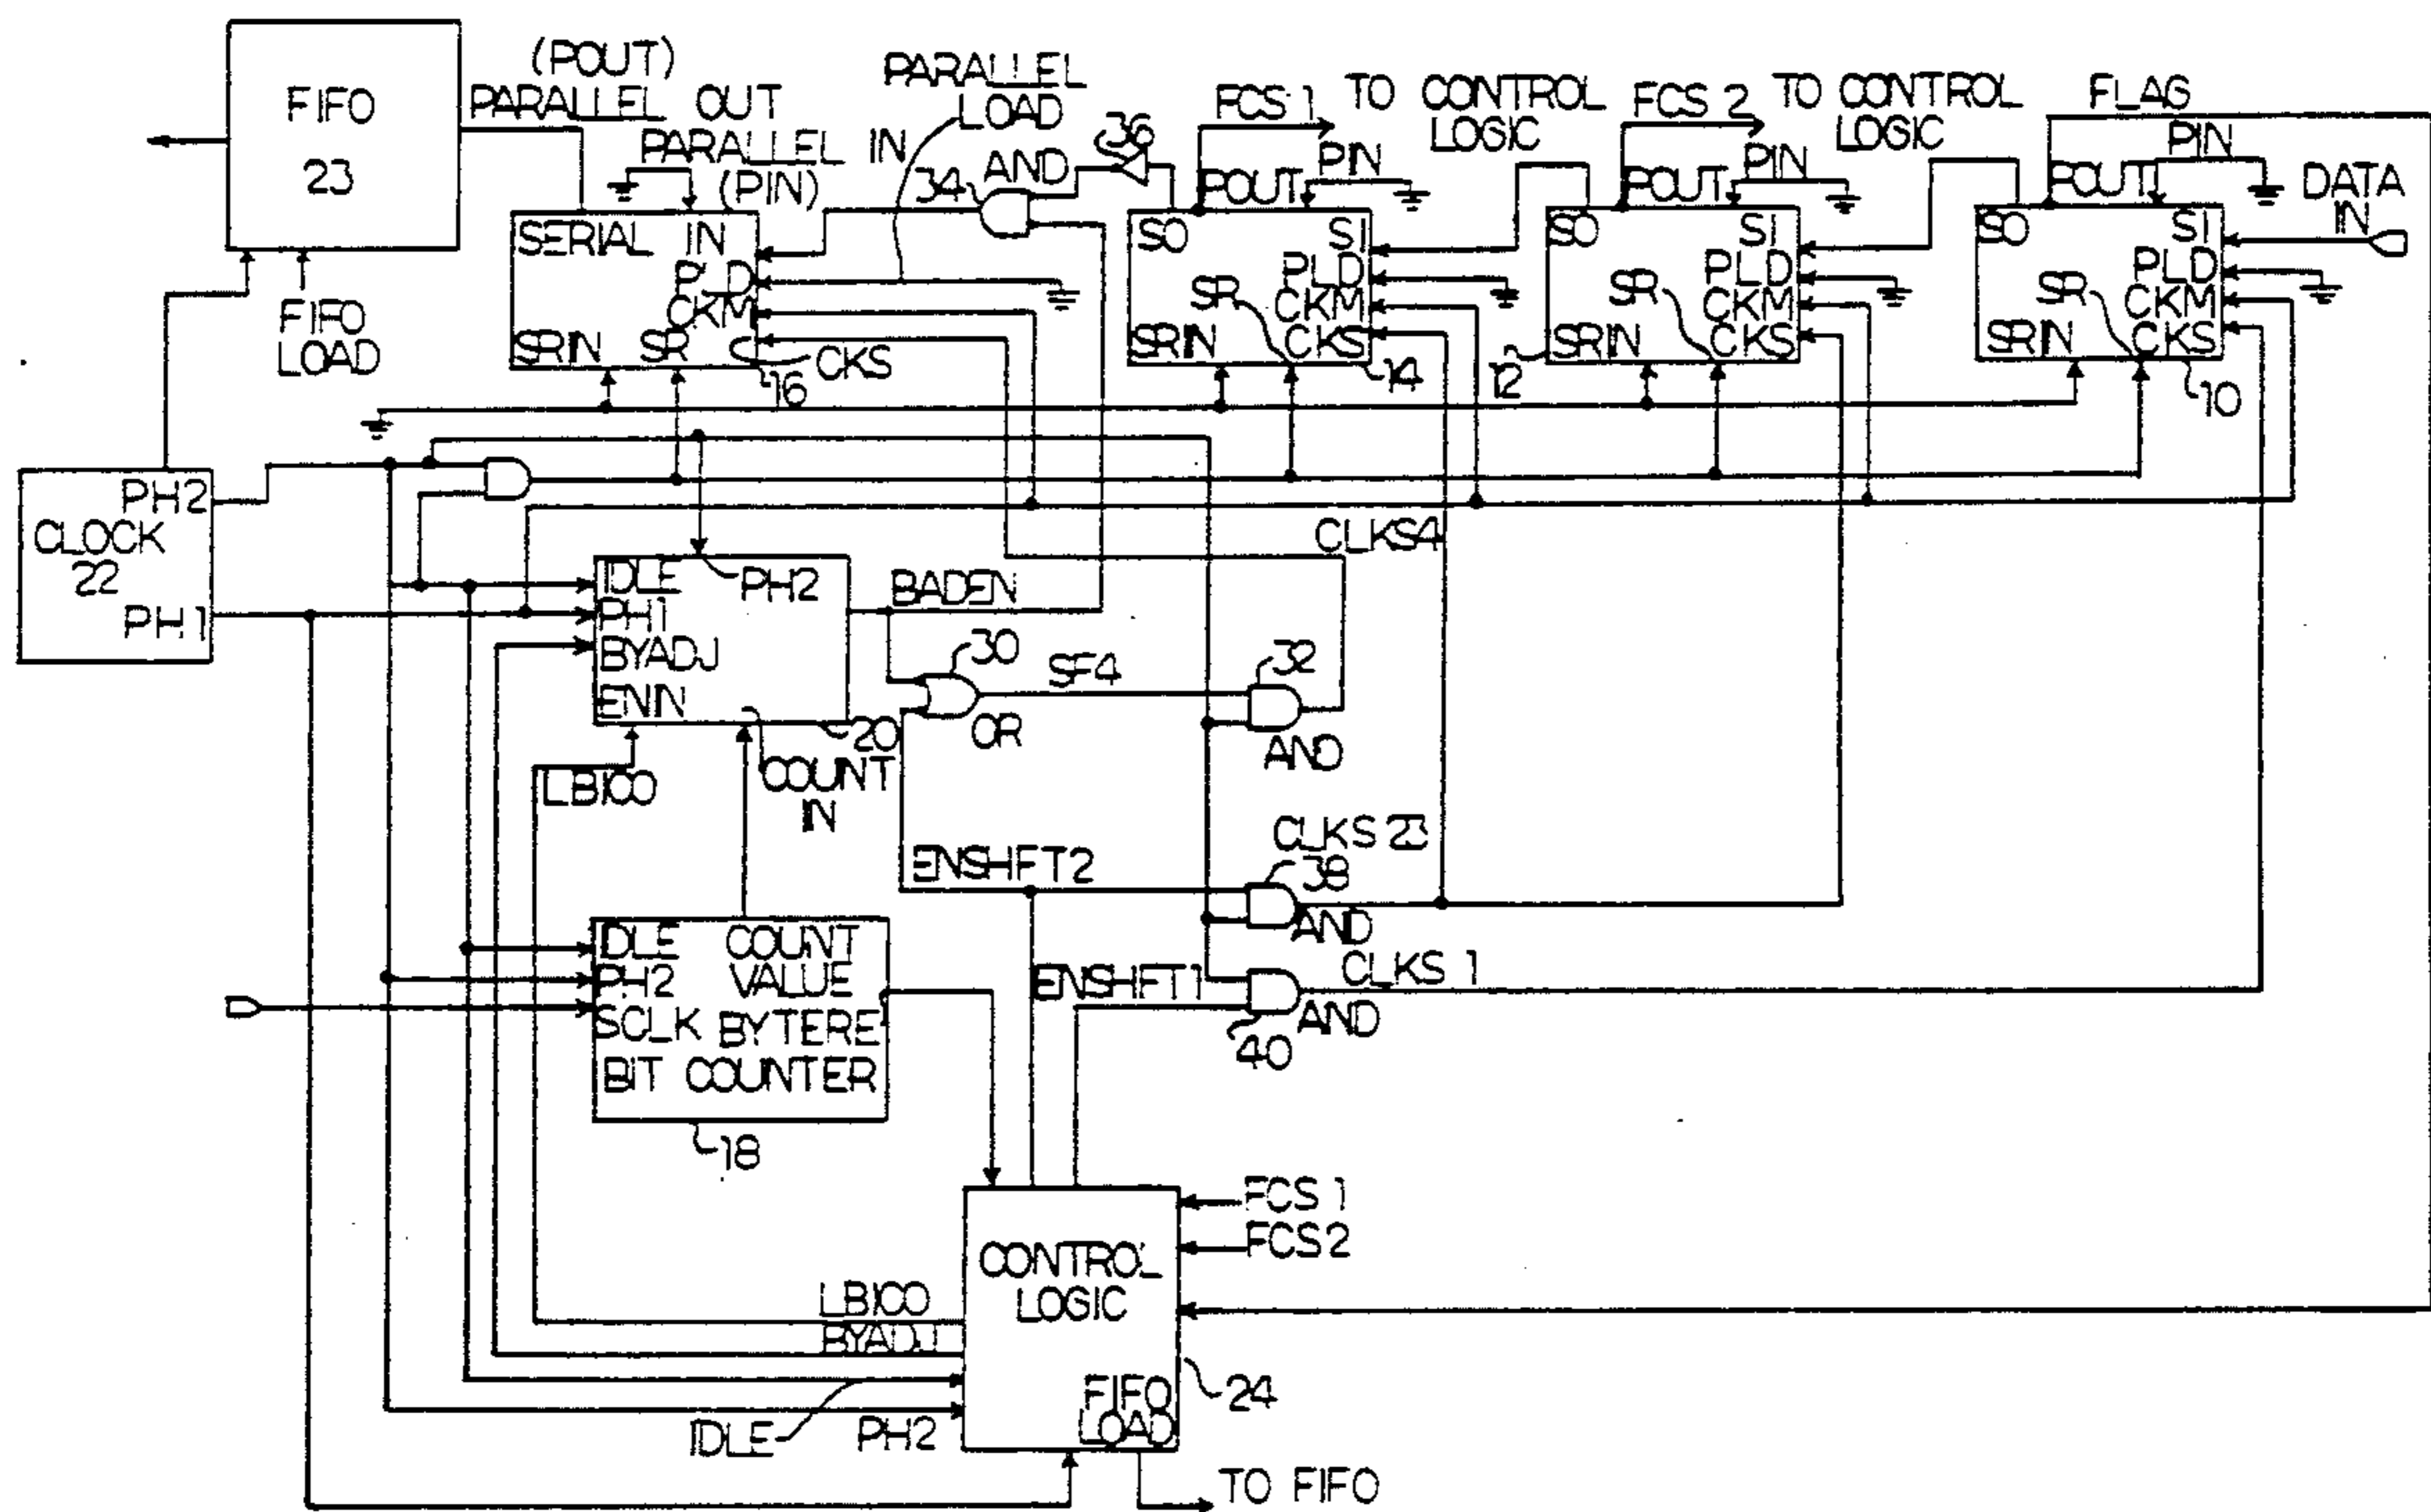 FIFO
23
(POUT)
PARALLEL OUT
PARALLEL IN
(PIN)
PARALLEL
LOAD
AND
34
36
FCS 1
TO CONTROL
LOGIC
FCS 2
TO CONTROL
LOGIC
FLAG
DATA
IN
FIFO
LOAD
SERIAL IN
PLD
CKM
SRIN SR
CKS
16
POUT
PIN
SO
SI
PLD
CKM
CKS
SR
SRIN
14
POUT
PIN
SO
SI
PLD
CKM
CKS
SR
SRIN
12
POUT
PIN
SO
SI
PLD
CKM
CKS
SR
SRIN
10
PH2
CLOCK
22
PH1
IDLE
PH1
BYADJ
ENIN
PH2
20
COUNT
IN
LBICO
BADEN
30
OR
SF4
32
AND
CLKS4
ENSHFT2
CLKS 23
38
AND
ENSHFT1
CLKS 1
40
AND
IDLE COUNT
PH2 VALUE
SCLK BYTERE
BIT COUNTER
18
FCS 1
FCS2
CONTROL
LOGIC
FIFO
LOAD
24
LBICO
BYADJ
IDLE
PH2
TO FIFO